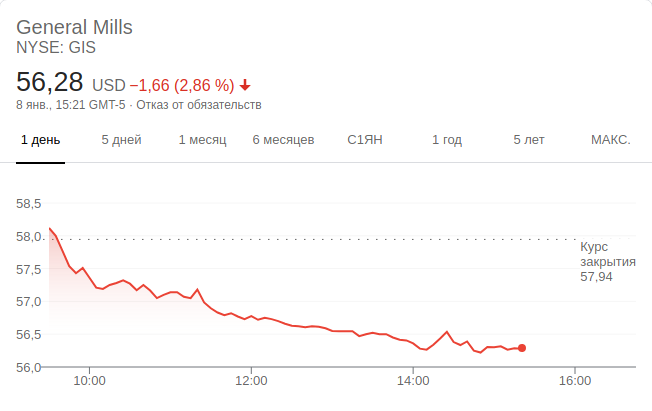 General Mills
NYSE: GIS
56,28 USD −1,66 (2,86 %)
8 янв., 15:21 GMT-5 · Отказ от обязательств
1 день 5 дней 1 месяц 6 месяцев С1ЯН 1 год 5 лет МАКС.
58,5
58,0
Курс
закрытия
57,94
57,5
57,0
56,5
56,0
10:00 12:00 14:00 16:00